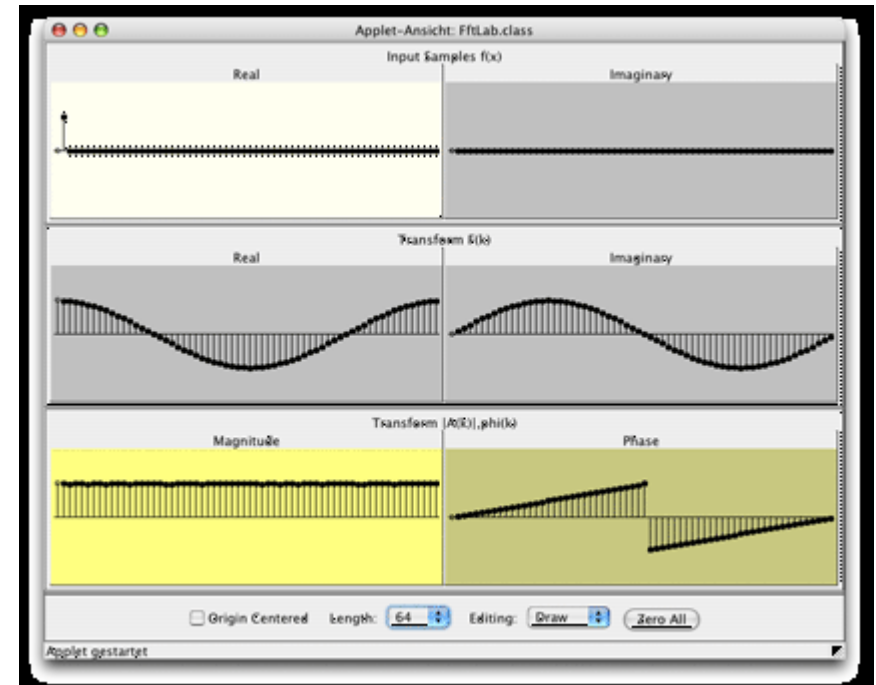 Applet-Ansicht: FftLab.class
Input Samples f(x)
Real Imaginary
Transform
Real Imaginary
Transform |A(k)|,phi(k)
Magnitude Phase
Origin Centered Length: 64 Editing: Draw Zero All
Applet gestartet